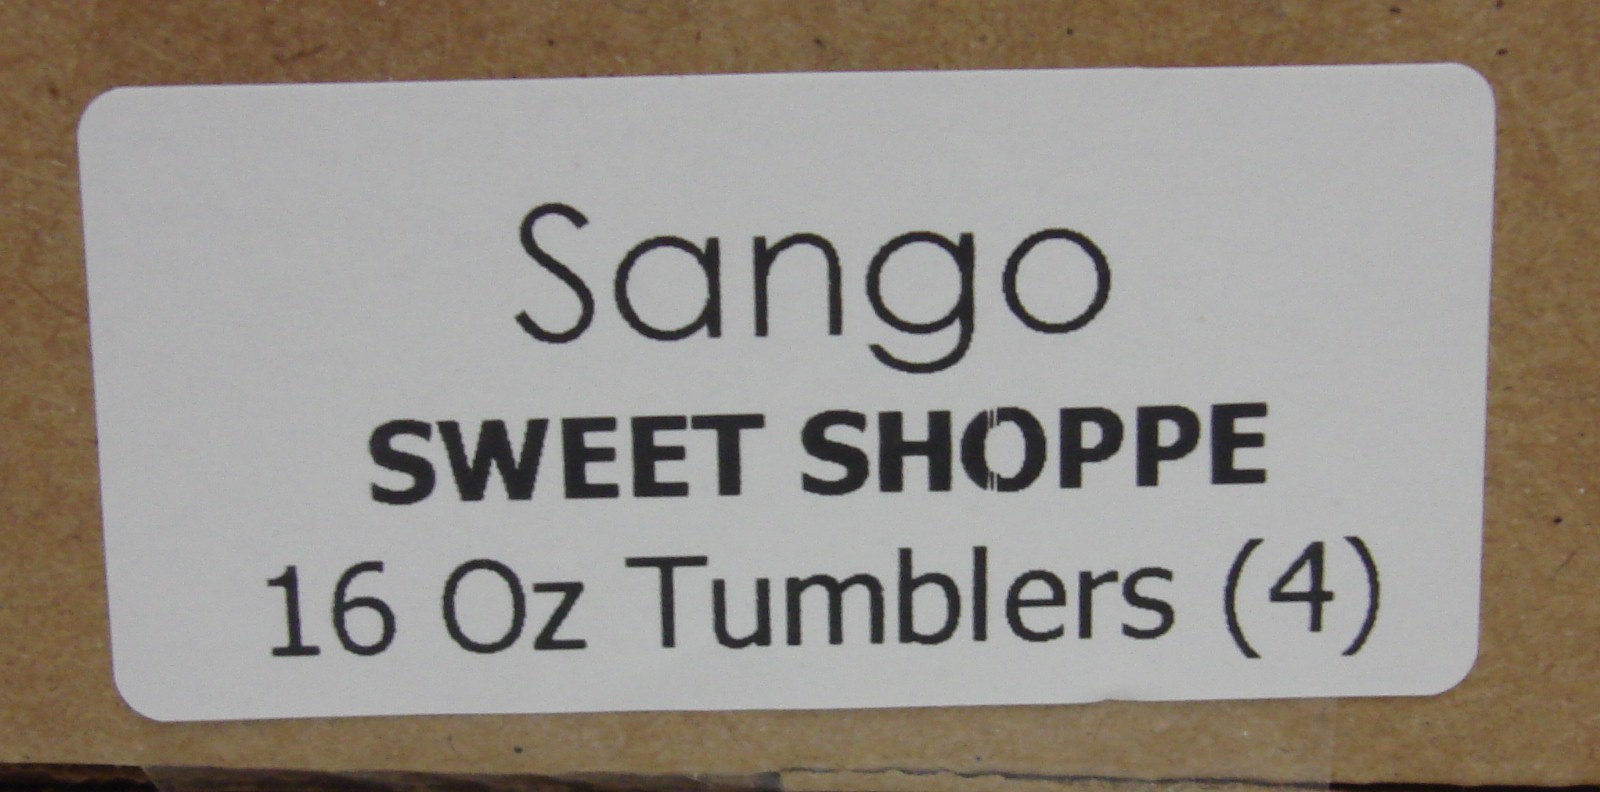 Sango
SWEET SHOPPE
16 Oz Tumblers (4)